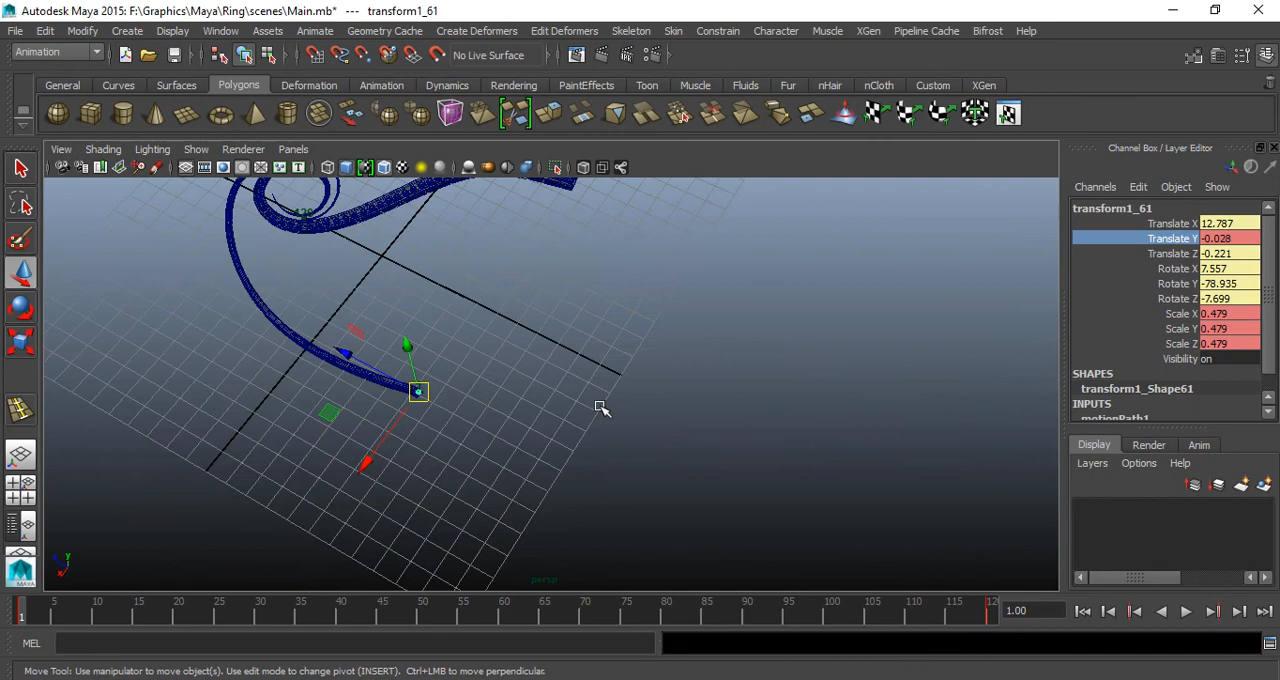 Autodesk Maya 2015: F:\Graphics\Maya\Ring\scenes\Main.mb* --- transform1_61
File Edit Modify Create Display Window Assets Animate Geometry Cache Create Deformers Edit Deformers Skeleton Skin Constrain Character Muscle XGen Pipeline Cache Bifrost Help
Animation No Live Surface
General Curves Surfaces Polygons Deformation Animation Dynamics Rendering PaintEffects Toon Muscle Fluids Fur nHair nCloth Custom XGen
View Shading Lighting Show Renderer Panels
Channel Box / Layer Editor
Channels Edit Object Show
transform1_61
Translate X 12.787
Translate Y -0.028
Translate Z -0.221
Rotate X 7.557
Rotate Y -78.935
Rotate Z -7.699
Scale X 0.479
Scale Y 0.479
Scale Z 0.479
Visibility on
SHAPES
transform1_Shape61
INPUTS
motionPath1
Display Render Anim
Layers Options Help
120
persp
y
x
1 5 10 15 20 25 30 35 40 45 50 55 60 65 70 75 80 85 90 95 100 105 110 115 12
1.00
MEL
Move Tool: Use manipulator to move object(s). Use edit mode to change pivot (INSERT). Ctrl+LMB to move perpendicular.